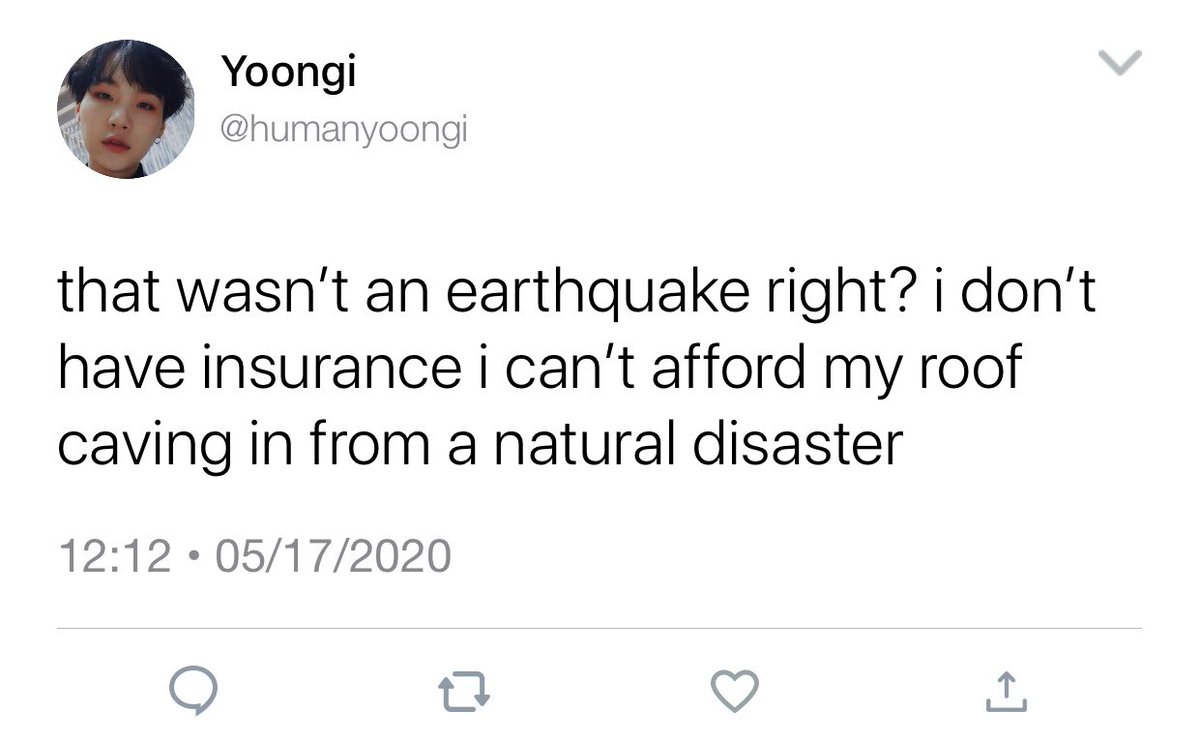 Yoongi
@humanyoongi
that wasn’t an earthquake right? i don’t
have insurance i can’t afford my roof
caving in from a natural disaster
12:12 • 05/17/2020